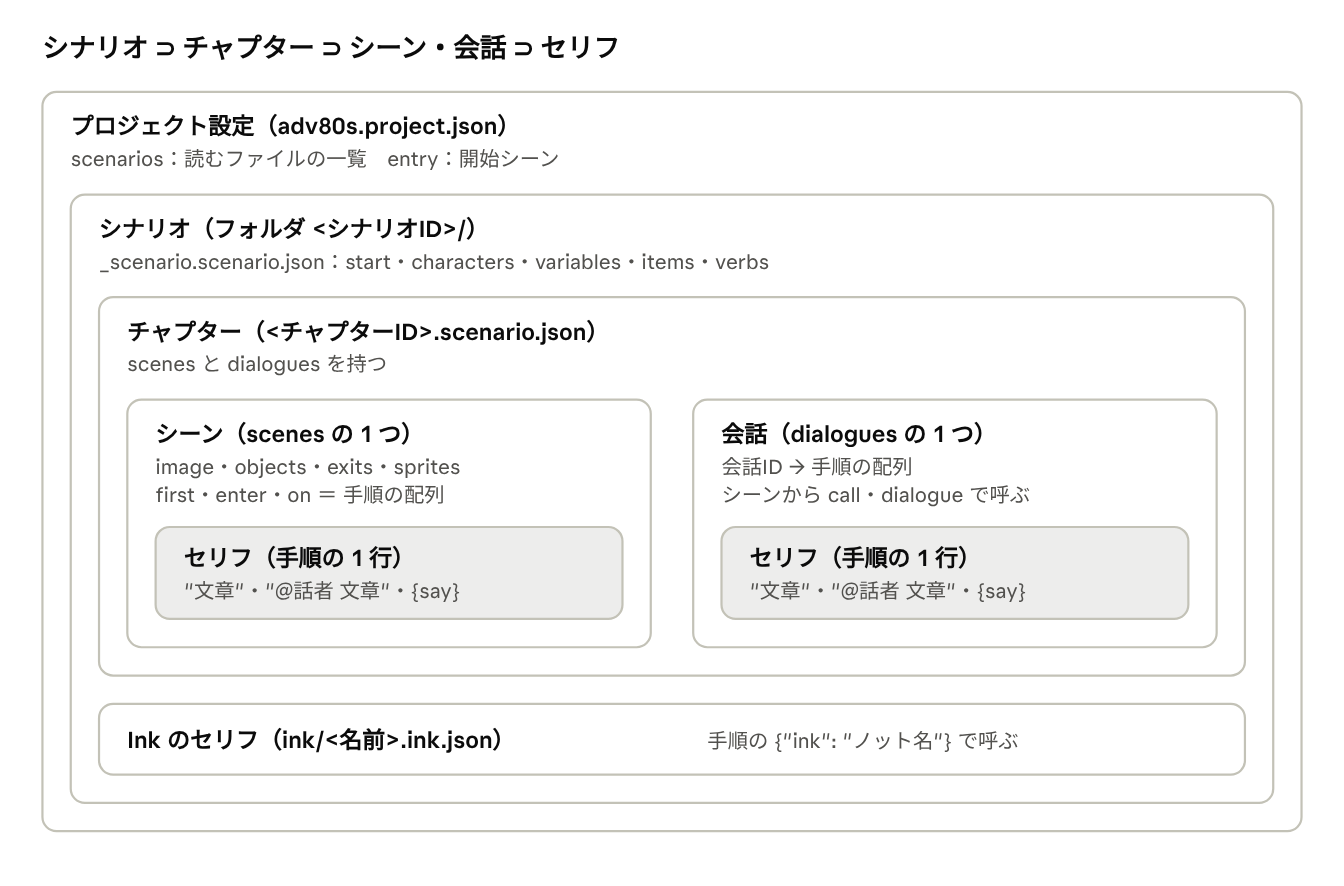 シナリオ ⊃ チャプター ⊃ シーン・会話 ⊃ セリフ
プロジェクト設定（adv80s.project.json）
scenarios：読むファイルの一覧　entry：開始シーン
シナリオ（フォルダ <シナリオID>/）
_scenario.scenario.json：start・characters・variables・items・verbs
チャプター（<チャプターID>.scenario.json）
scenes と dialogues を持つ
シーン（scenes の 1 つ）
image・objects・exits・sprites
first・enter・on ＝ 手順の配列
セリフ（手順の 1 行）
"文章"・"@話者 文章"・{say}
会話（dialogues の 1 つ）
会話ID → 手順の配列
シーンから call・dialogue で呼ぶ
セリフ（手順の 1 行）
"文章"・"@話者 文章"・{say}
Ink のセリフ（ink/<名前>.ink.json）
手順の {"ink": "ノット名"} で呼ぶ